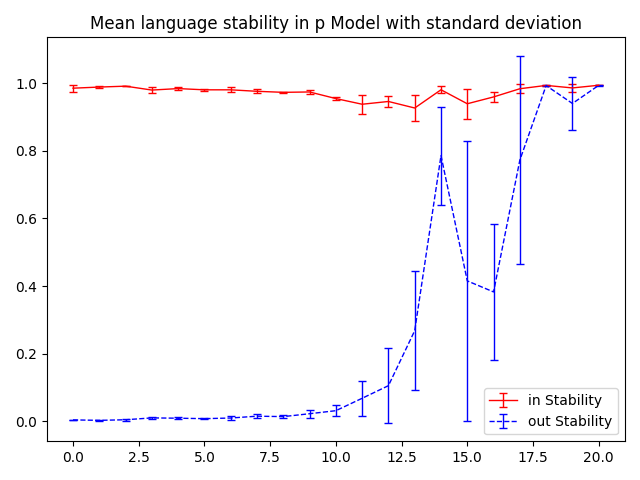 Mean language stability in p Model with standard deviation
1.0
0.8
0.6
0.4
0.2
0.0
0.0 2.5 5.0 7.5 10.0 12.5 15.0 17.5 20.0
in Stability
out Stability